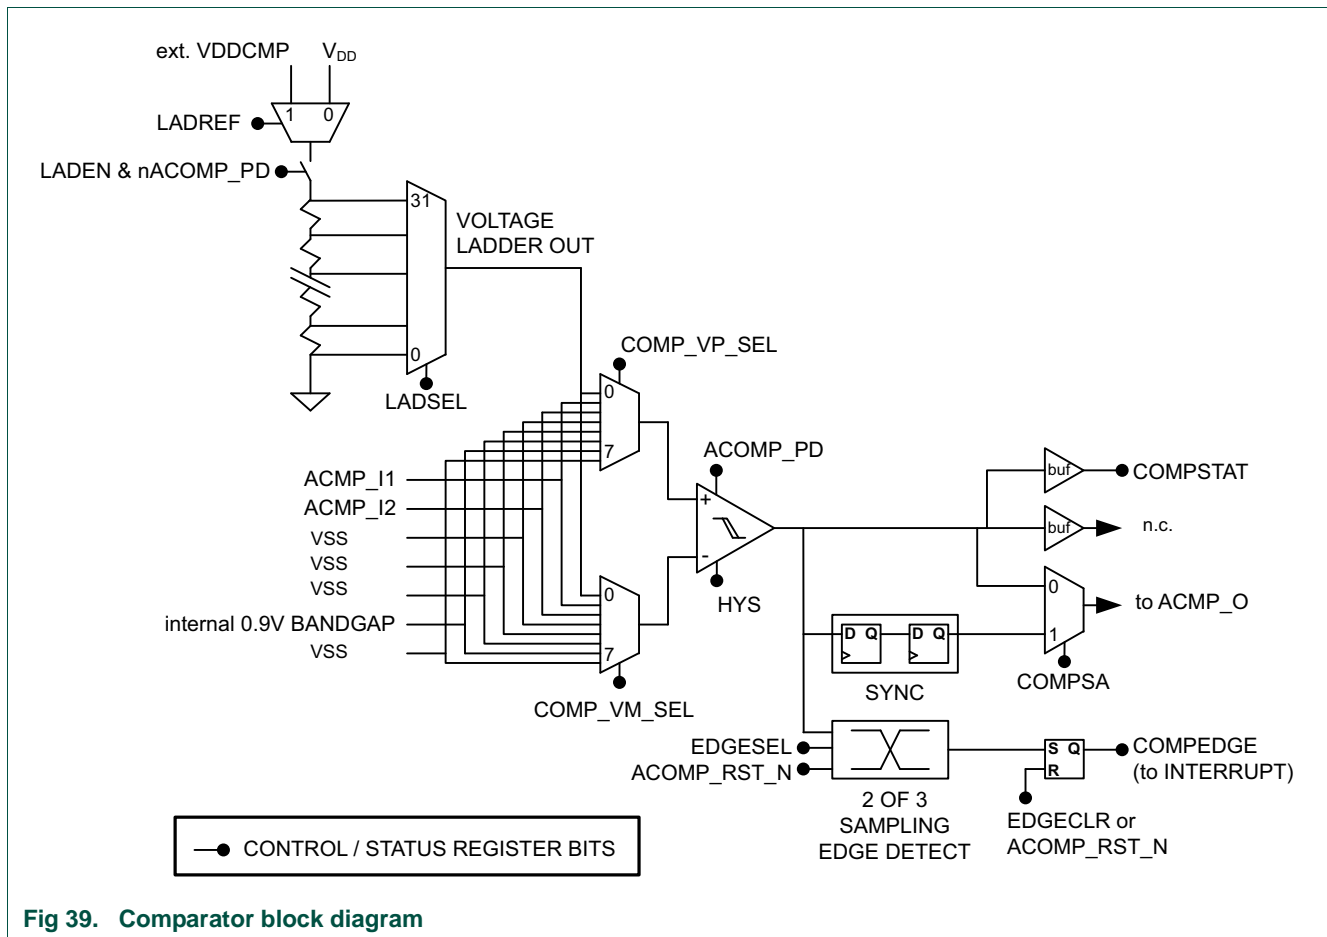 ext. VDDCMP
VDD
1
0
LADREF
LADEN & nACOMP_PD
31
VOLTAGE
LADDER OUT
0
LADSEL
COMP_VP_SEL
0
7
ACMP_I1
ACMP_I2
VSS
VSS
VSS
internal 0.9V BANDGAP
VSS
0
7
COMP_VM_SEL
ACOMP_PD
+
-
HYS
buf
COMPSTAT
buf
n.c.
0
1
to ACMP_O
COMPSA
D Q
D Q
SYNC
EDGESEL
ACOMP_RST_N
2 OF 3
SAMPLING
EDGE DETECT
S Q
R
COMPEDGE
(to INTERRUPT)
EDGECLR or
ACOMP_RST_N
CONTROL / STATUS REGISTER BITS
Fig 39. Comparator block diagram